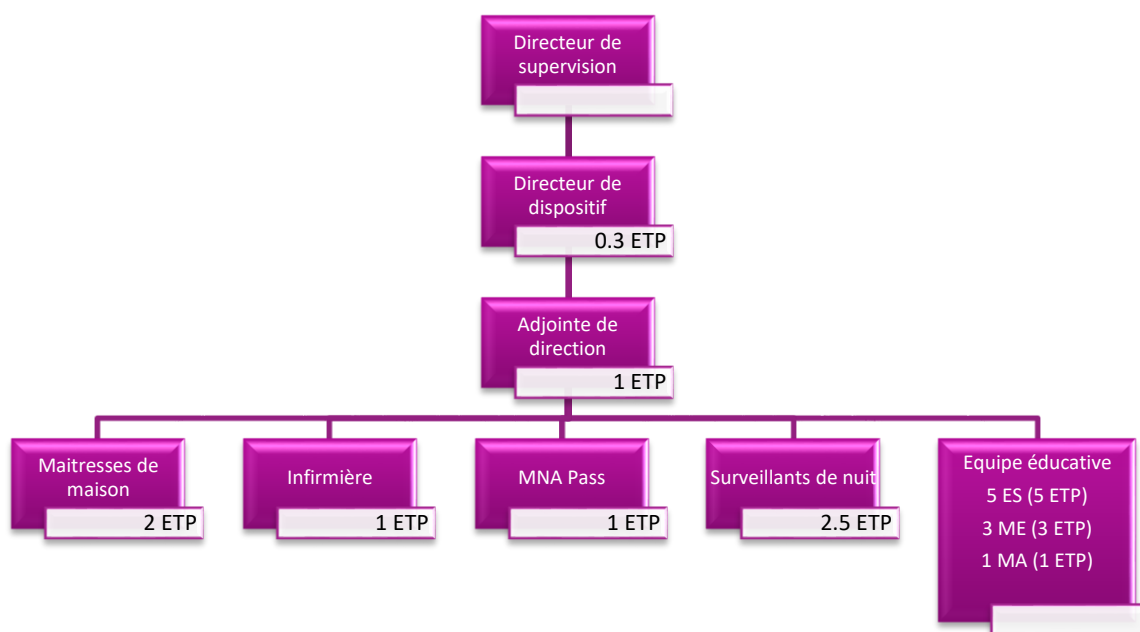 Directeur de
supervision
Directeur de
dispositif
0.3 ETP
Adjointe de
direction
1 ETP
Maitresses de
maison
2 ETP
Infirmière
1 ETP
MNA Pass
1 ETP
Surveillants de nuit
2.5 ETP
Equipe éducative
5 ES (5 ETP)
3 ME (3 ETP)
1 MA (1 ETP)